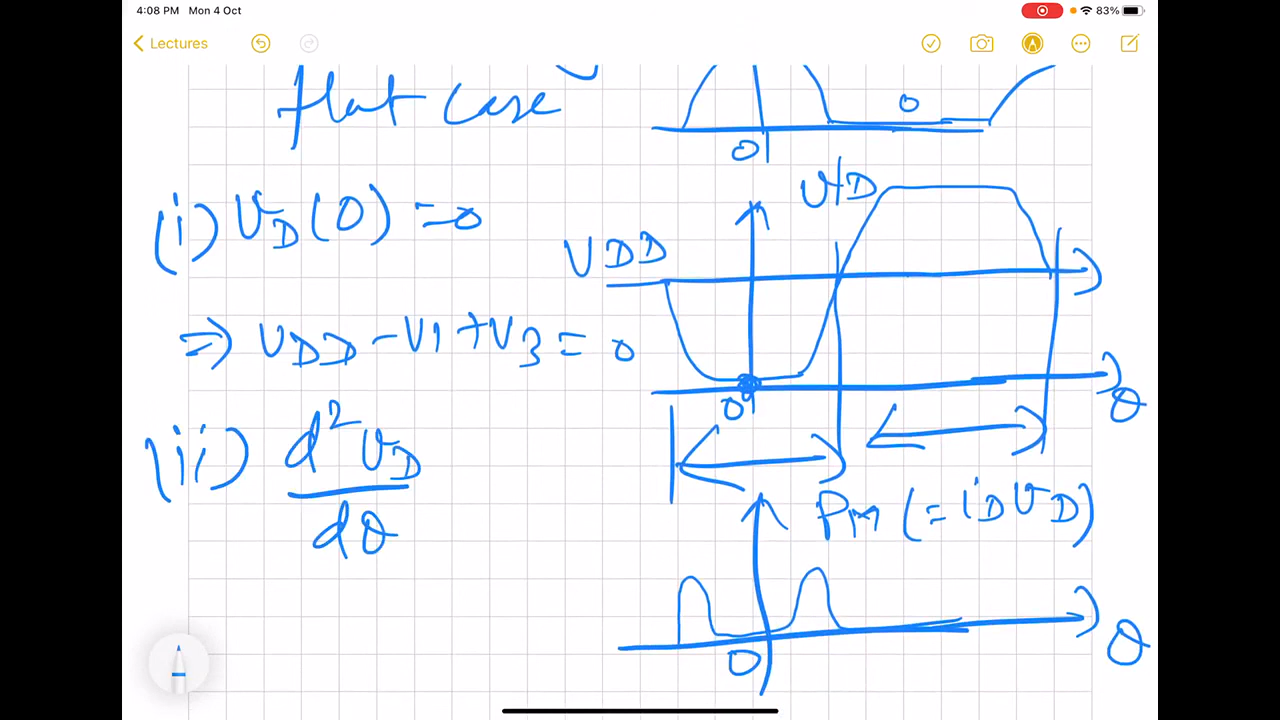 4:08 PM Mon 4 Oct
83%
Lectures
flat case
0
0
(i) VD(0) = 0
VD
VDD
⇒ VDD - V1 + V3 = 0
0
θ
(ii) d²VD
dθ
PM (= iD VD)
0
θ